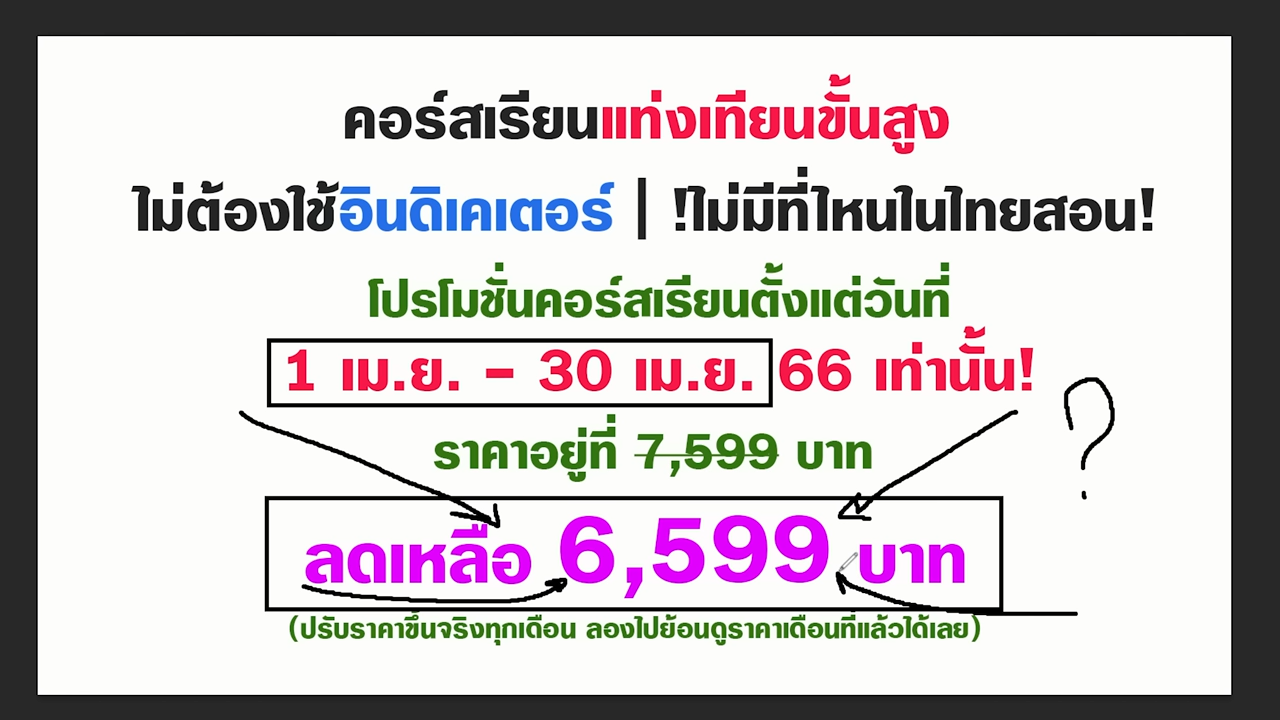 คอร์สเรียนแท่งเทียนขั้นสูง
ไม่ต้องใช้อินดิเคเตอร์ | !ไม่มีที่ไหนในไทยสอน!
โปรโมชั่นคอร์สเรียนตั้งแต่วันที่
1 เม.ย. - 30 เม.ย. 66 เท่านั้น!
ราคาอยู่ที่ 7,599 บาท
ลดเหลือ 6,599 บาท
(ปรับราคาขึ้นจริงทุกเดือน ลองไปย้อนดูราคาเดือนที่แล้วได้เลย)
?